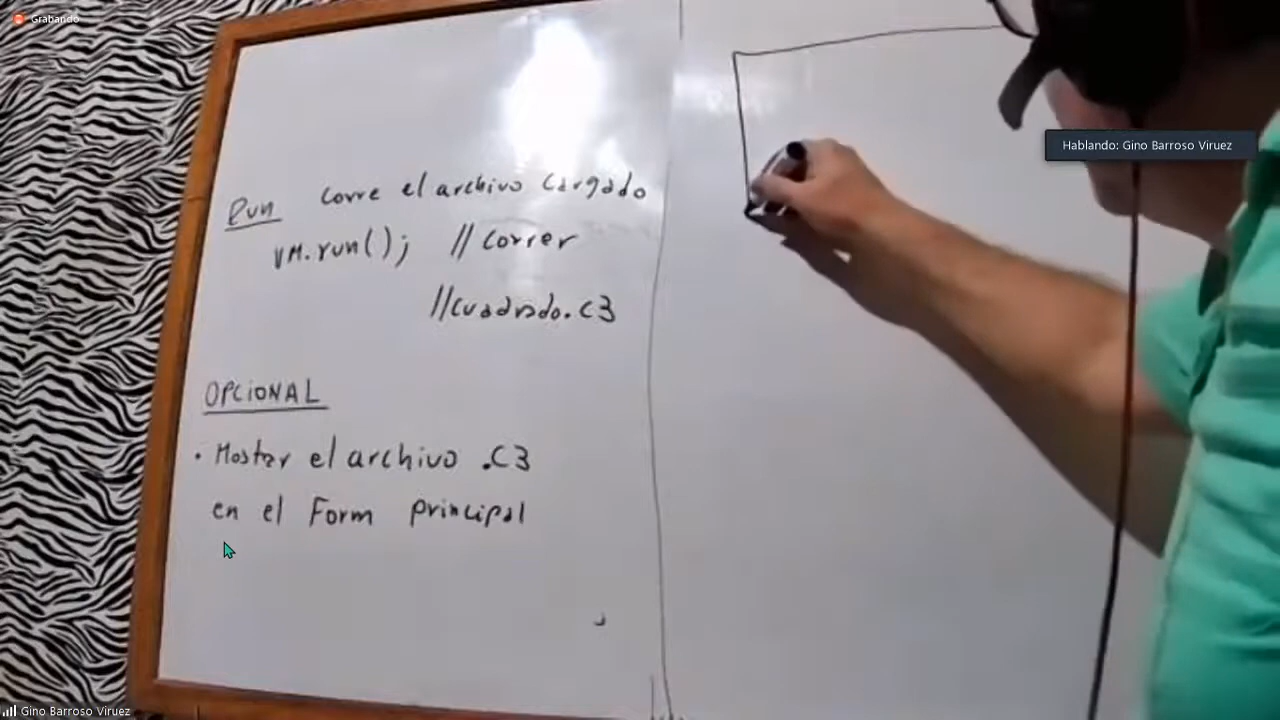 Grabando
Run Corre el archivo Cargado
VM.run(); //Correr
//Cuadrado.C3
OPCIONAL
• Mostar el archivo .C3
en el Form principal
Hablando: Gino Barroso Viruez
Gino Barroso Viruez